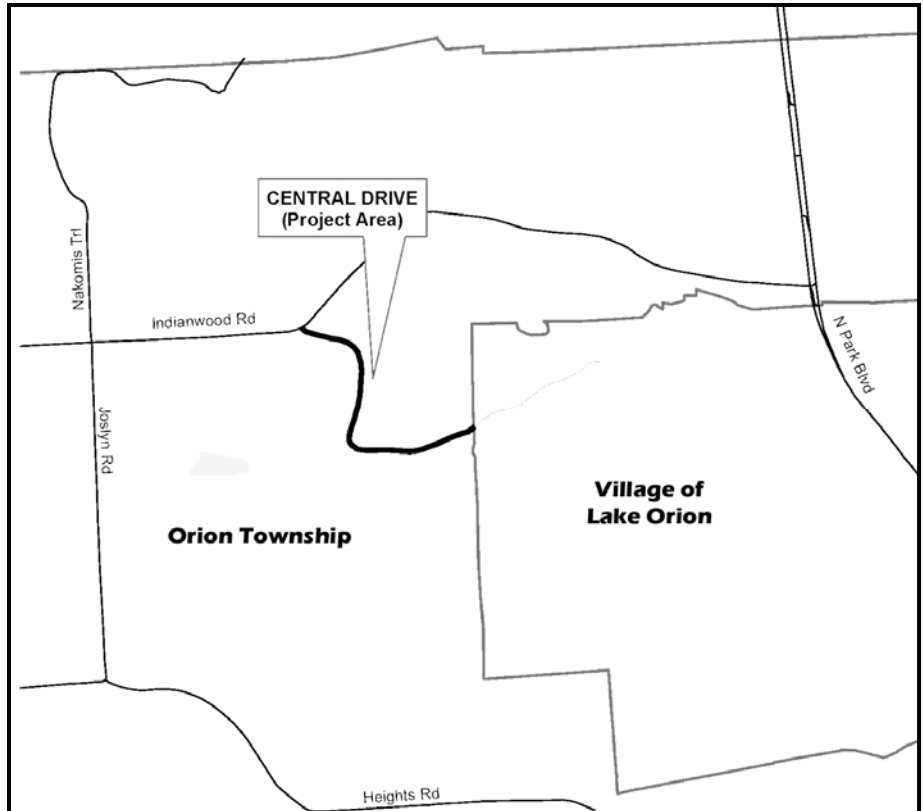 CENTRAL DRIVE
(Project Area)
Nakomis Trl
Indianwood Rd
N Park Blvd
Joslyn Rd
Village of
Lake Orion
Orion Township
Heights Rd